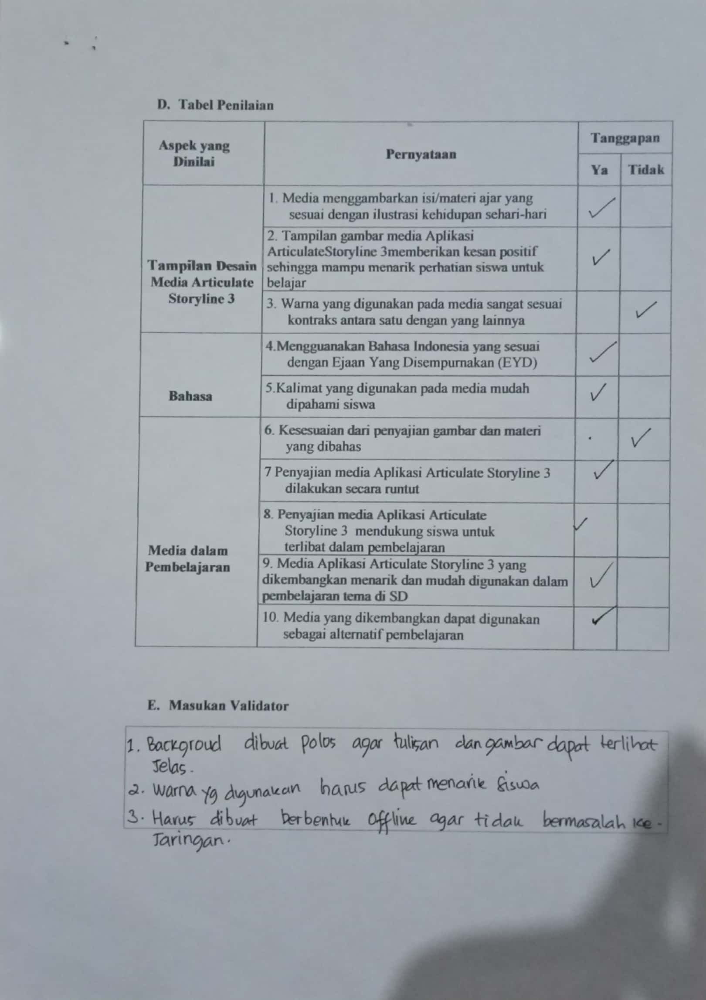 D. Tabel Penilaian
Aspek yang
Dinilai
Pernyataan
Tanggapan
Ya
Tidak
Tampilan Desain
Media Articulate
Storyline 3
1. Media menggambarkan isi/materi ajar yang
sesuai dengan ilustrasi kehidupan sehari-hari
✓
2. Tampilan gambar media Aplikasi
ArticulateStoryline 3memberikan kesan positif
sehingga mampu menarik perhatian siswa untuk
belajar
✓
3. Warna yang digunakan pada media sangat sesuai
kontraks antara satu dengan yang lainnya
✓
Bahasa
4.Mengguanakan Bahasa Indonesia yang sesuai
dengan Ejaan Yang Disempurnakan (EYD)
✓
5.Kalimat yang digunakan pada media mudah
dipahami siswa
✓
Media dalam
Pembelajaran
6. Kesesuaian dari penyajian gambar dan materi
yang dibahas
✓
7 Penyajian media Aplikasi Articulate Storyline 3
dilakukan secara runtut
✓
8. Penyajian media Aplikasi Articulate
Storyline 3 mendukung siswa untuk
terlibat dalam pembelajaran
✓
9. Media Aplikasi Articulate Storyline 3 yang
dikembangkan menarik dan mudah digunakan dalam
pembelajaran tema di SD
✓
10. Media yang dikembangkan dapat digunakan
sebagai alternatif pembelajaran
✓
E. Masukan Validator
1. Backgroud dibuat polos agar tulisan dan gambar dapat terlihat
Jelas.
2. Warna yg digunakan harus dapat menarik siswa
3. Harus dibuat berbentuk offline agar tidak bermasalah ke-
Jaringan.